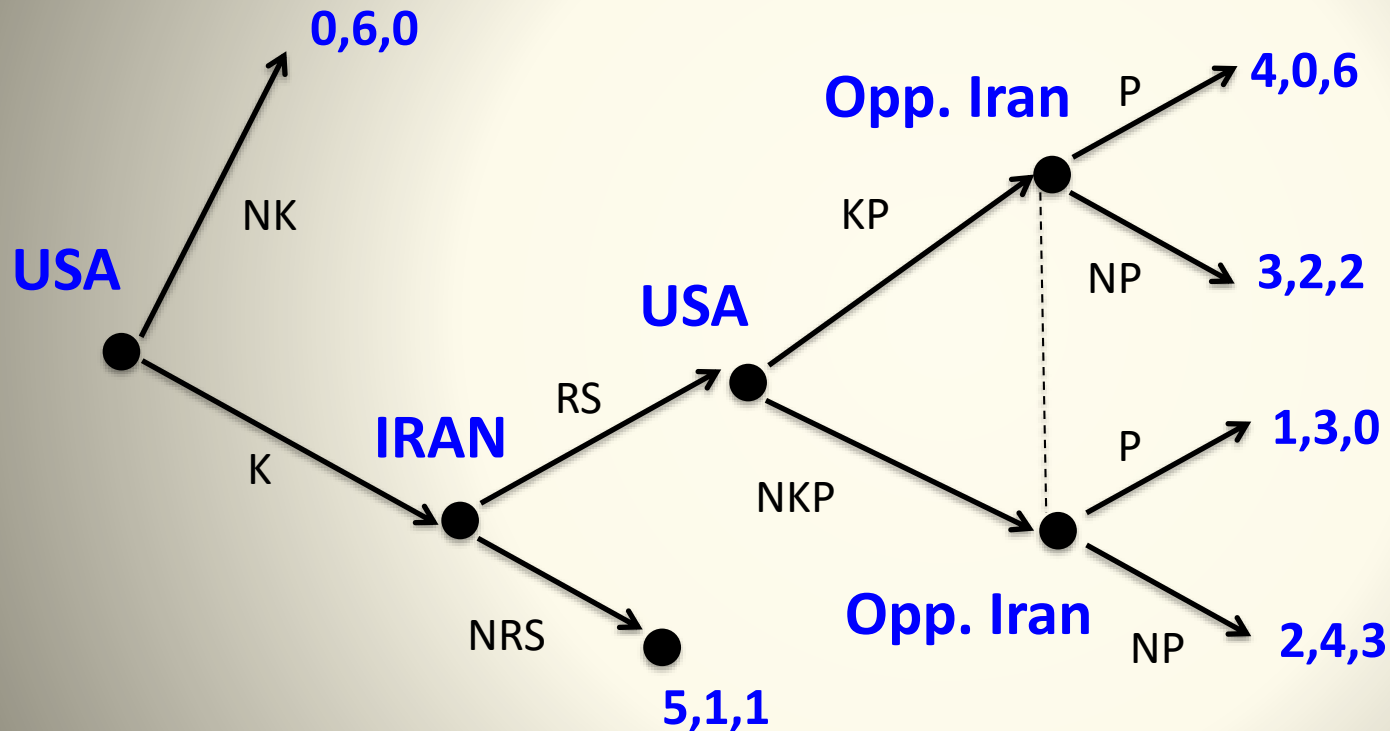 0,6,0
4,0,6
Opp. Iran
P
NK
KP
USA
NP
3,2,2
USA
RS
IRAN
1,3,0
P
K
NKP
Opp. Iran
NRS
NP
2,4,3
5,1,1